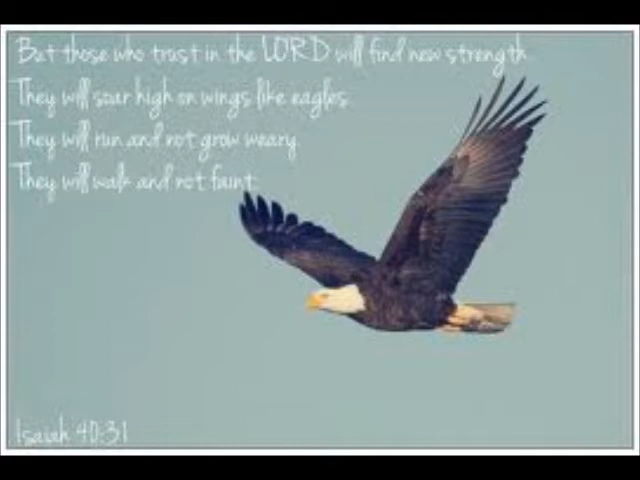 But those who trust in the LORD will find new strength.
They will soar high on wings like eagles.
They will run and not grow weary.
They will walk and not faint.
Isaiah 40:31